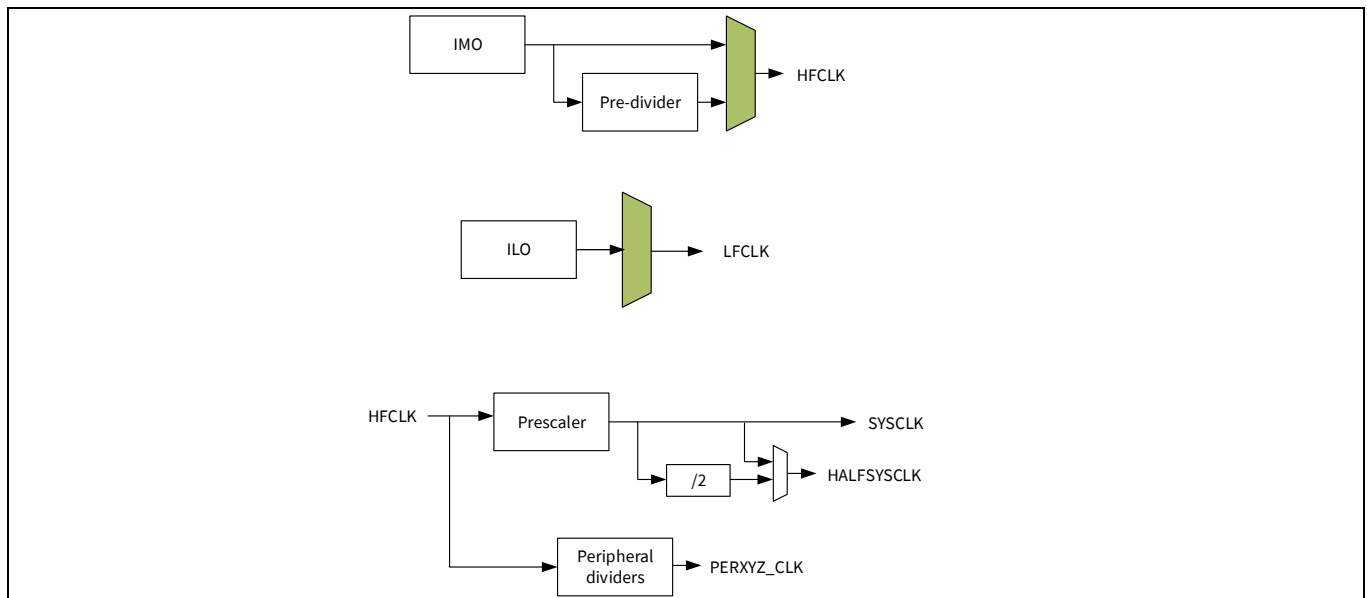 IMO
Pre-divider
HFCLK
ILO
LFCLK
HFCLK
Prescaler
SYSCLK
/2
HALFSYSCLK
Peripheral
dividers
PERXYZ_CLK